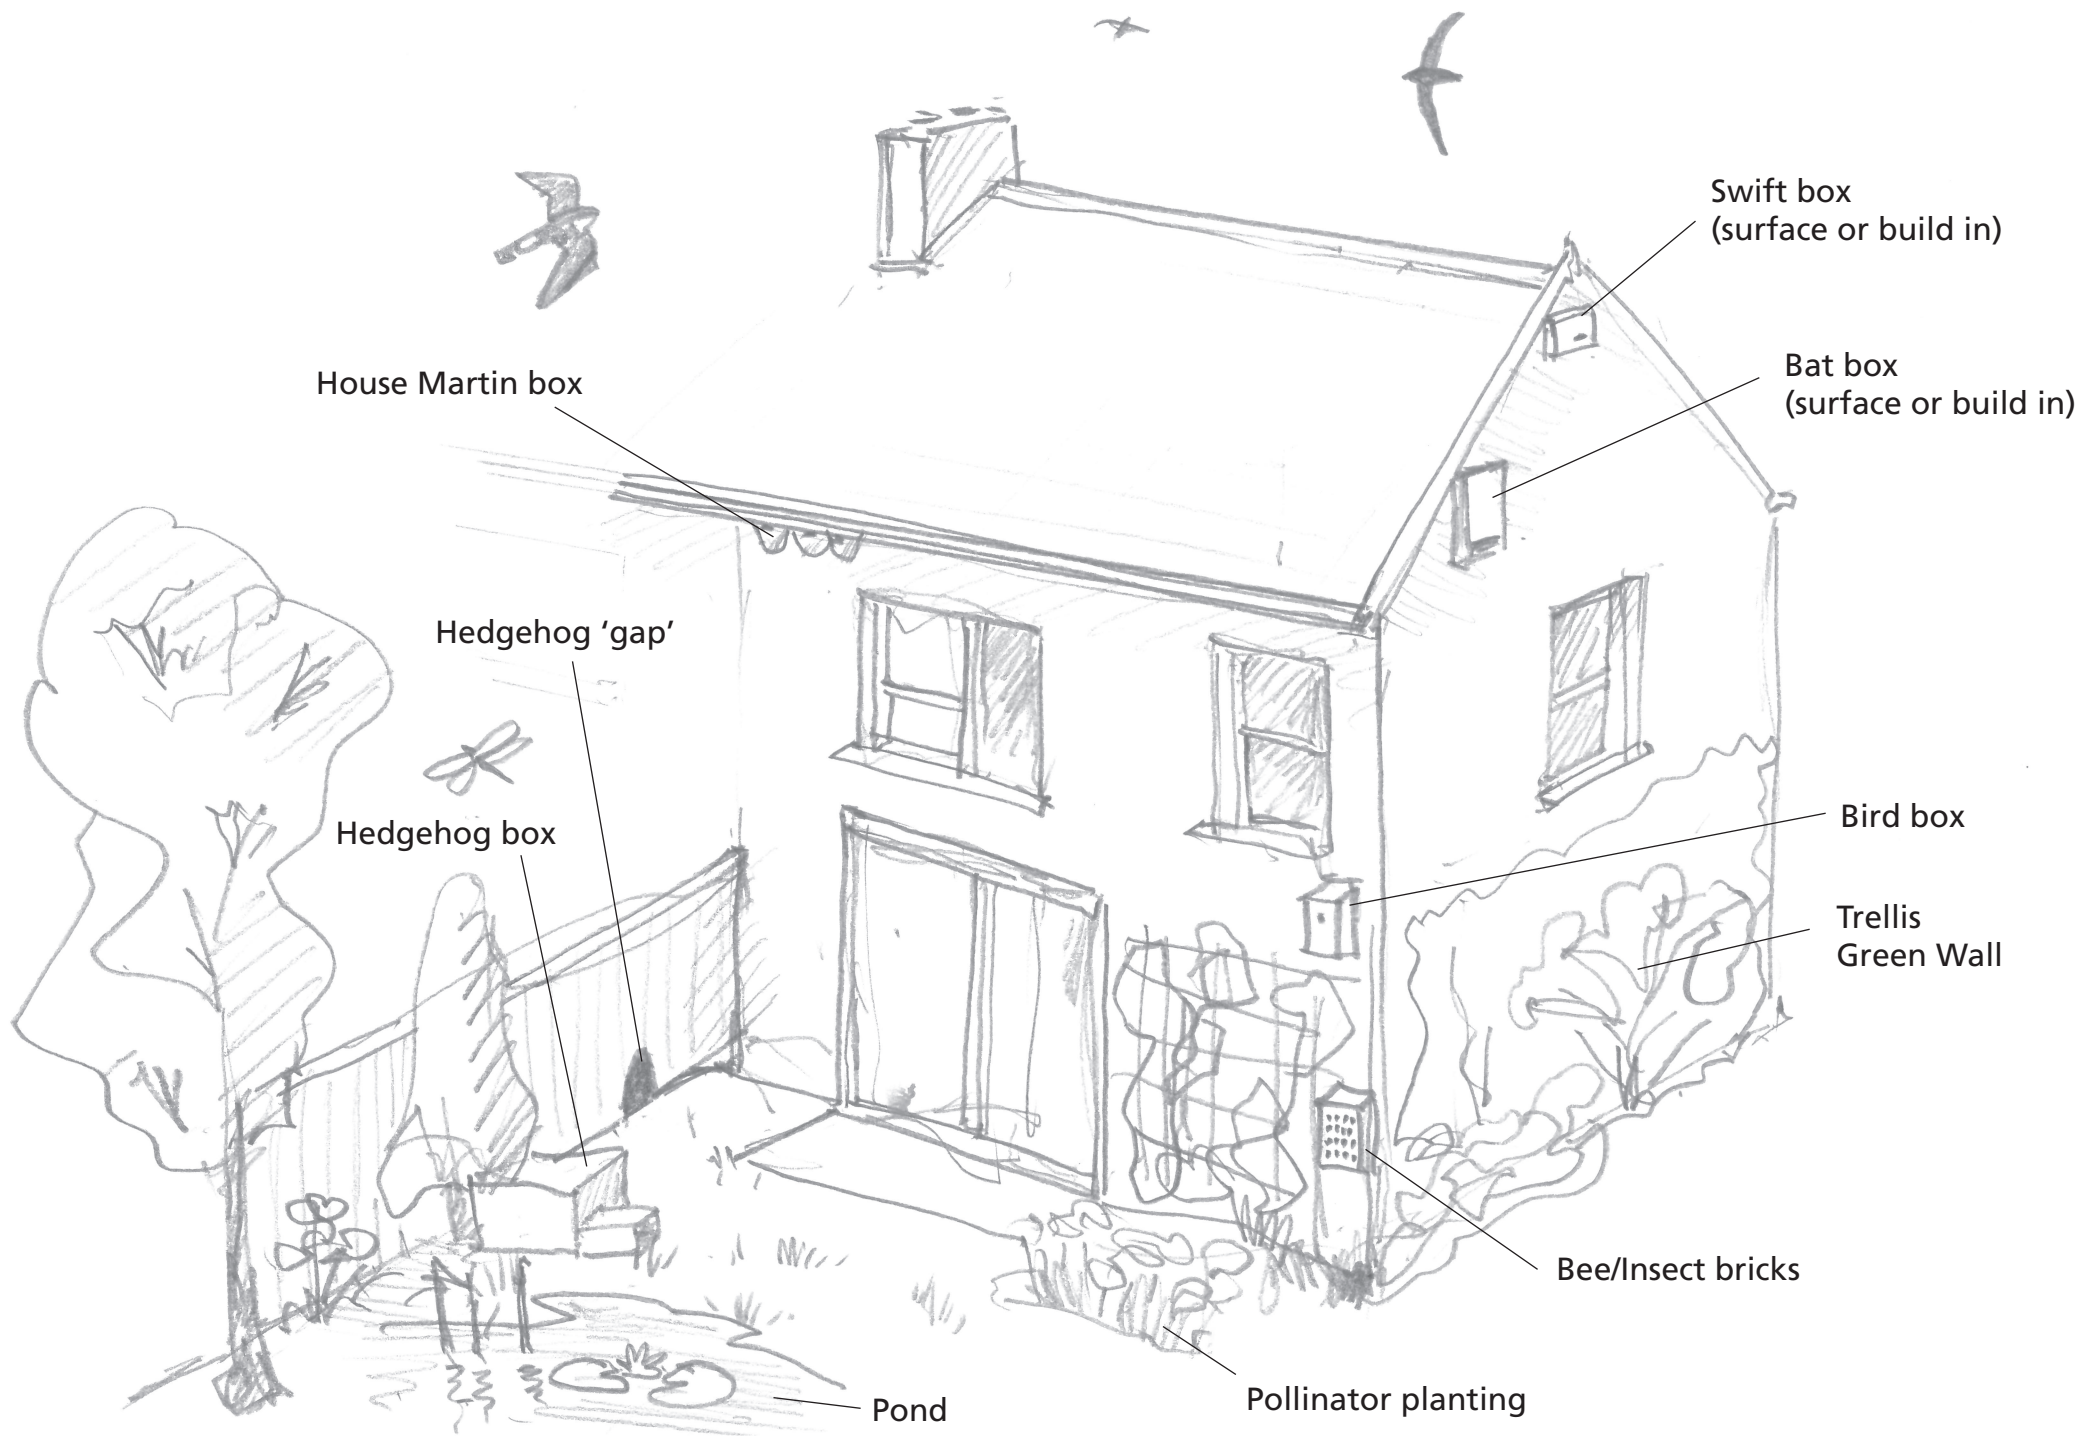 Swift box
(surface or build in)
Bat box
(surface or build in)
House Martin box
Hedgehog ‘gap’
Hedgehog box
Bird box
Trellis
Green Wall
Bee/Insect bricks
Pollinator planting
Pond